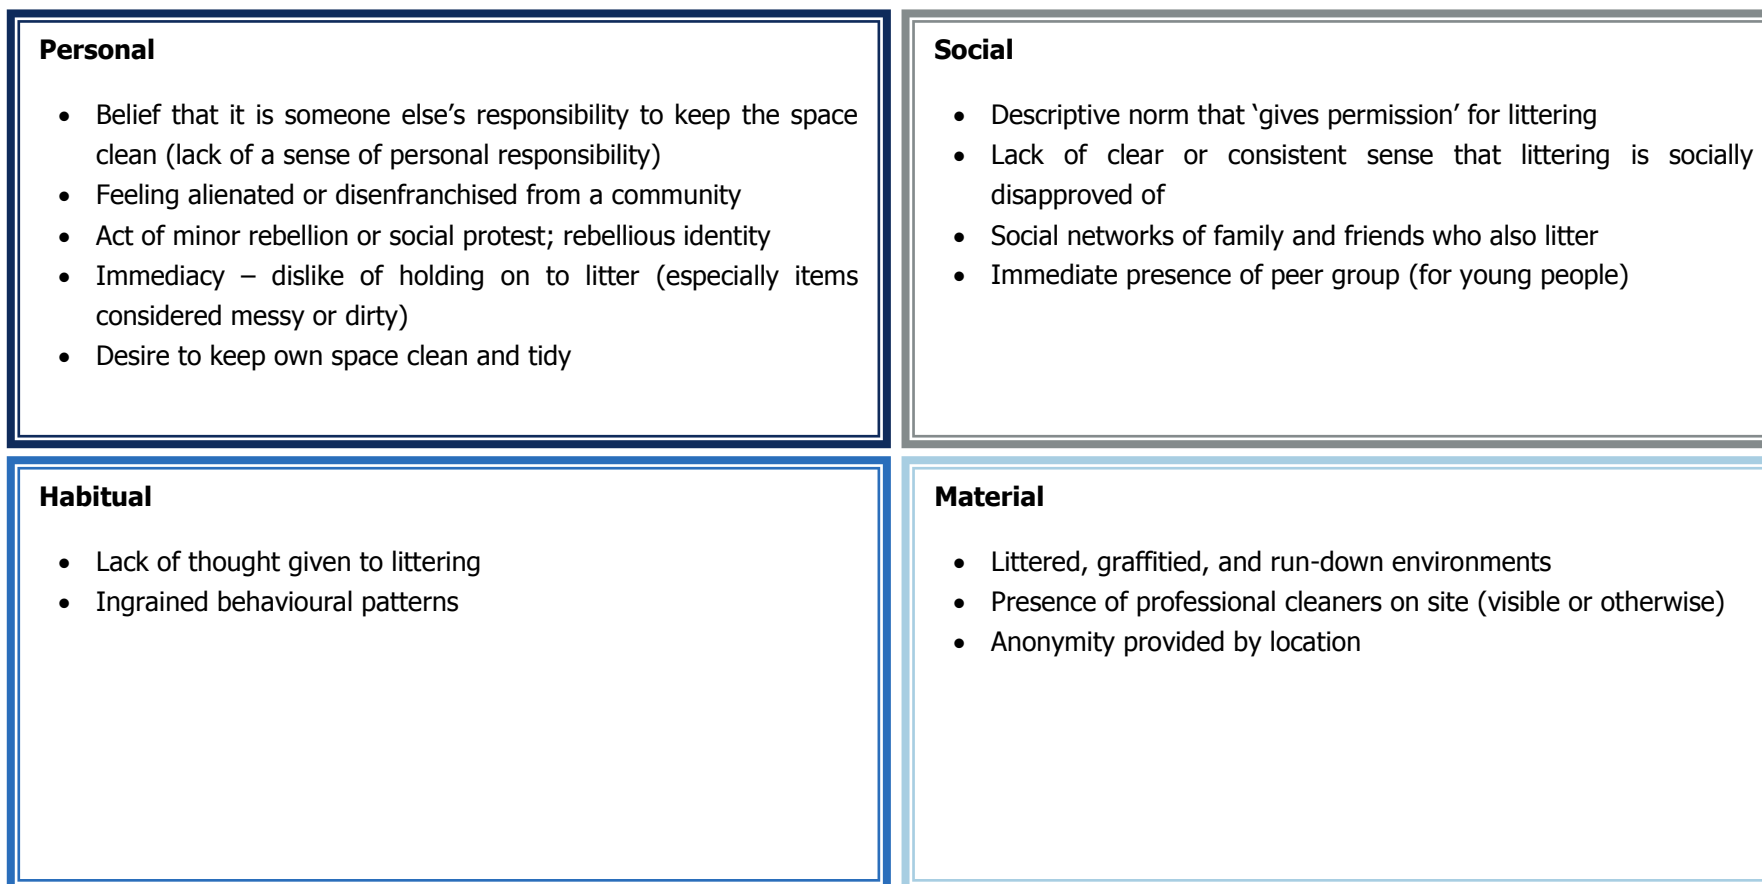 Personal
• Belief that it is someone else’s responsibility to keep the space
clean (lack of a sense of personal responsibility)
• Feeling alienated or disenfranchised from a community
• Act of minor rebellion or social protest; rebellious identity
• Immediacy – dislike of holding on to litter (especially items
considered messy or dirty)
• Desire to keep own space clean and tidy
Social
• Descriptive norm that ‘gives permission’ for littering
• Lack of clear or consistent sense that littering is socially
disapproved of
• Social networks of family and friends who also litter
• Immediate presence of peer group (for young people)
Habitual
• Lack of thought given to littering
• Ingrained behavioural patterns
Material
• Littered, graffitied, and run-down environments
• Presence of professional cleaners on site (visible or otherwise)
• Anonymity provided by location